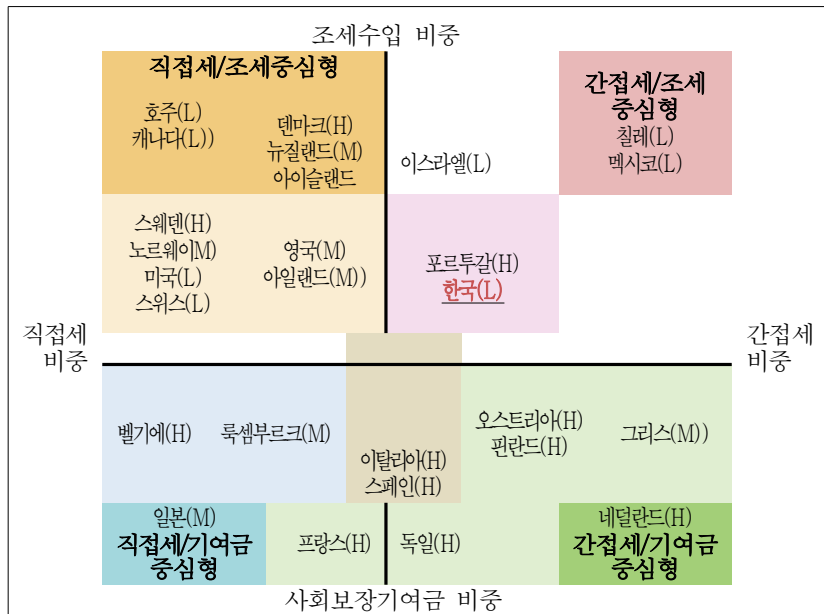 조세수입 비중
직접세/조세중심형
호주(L)
캐나다(L))
덴마크(H)
뉴질랜드(M)
아이슬랜드
이스라엘(L)
간접세/조세
중심형
칠레(L)
멕시코(L)
스웨덴(H)
노르웨이M)
미국(L)
스위스(L)
영국(M)
아일랜드(M))
포르투갈(H)
한국(L)
직접세
비중
간접세
비중
벨기에(H)
룩셈부르크(M)
이탈리아(H)
스페인(H)
오스트리아(H)
핀란드(H)
그리스(M))
일본(M)
직접세/기여금
중심형
프랑스(H)
독일(H)
네덜란드(H)
간접세/기여금
중심형
사회보장기여금 비중